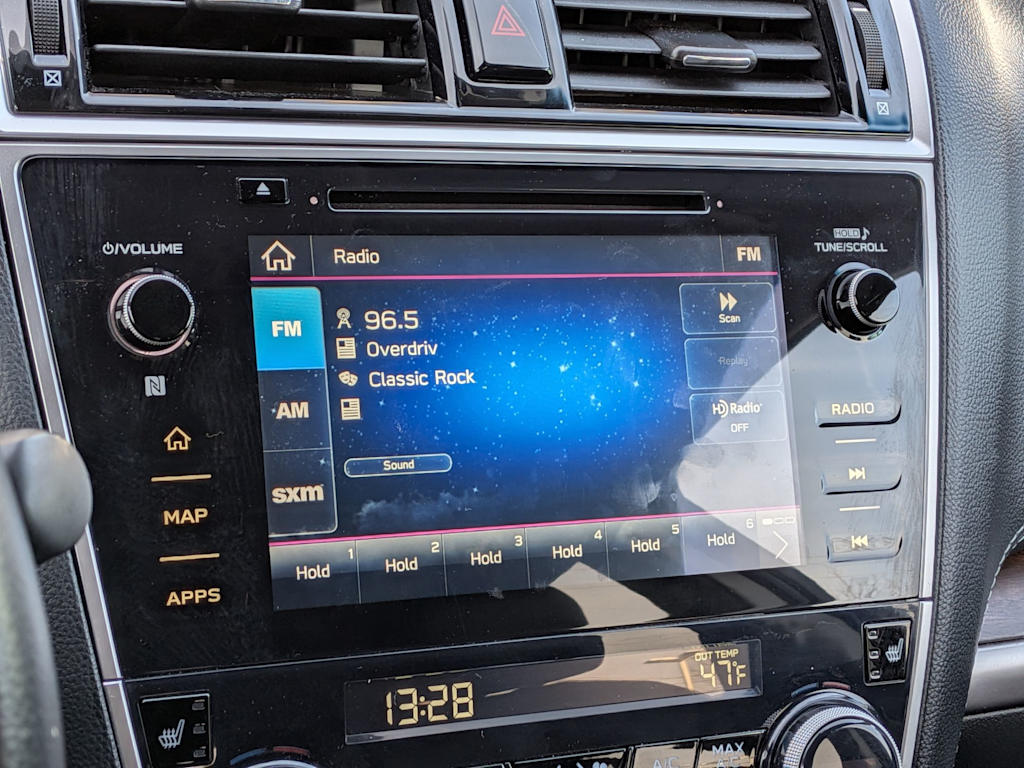 ⏻/VOLUME
HOLD ♪
TUNE/SCROLL
Radio
FM
FM
96.5
Overdriv
Classic Rock
Scan
Replay
AM
HD Radio
OFF
Sound
sxm
1 2 3 4 5 6
Hold Hold Hold Hold Hold Hold
N
MAP
APPS
RADIO
13:28
OUT TEMP
47°F
A/C
MAX
A/C